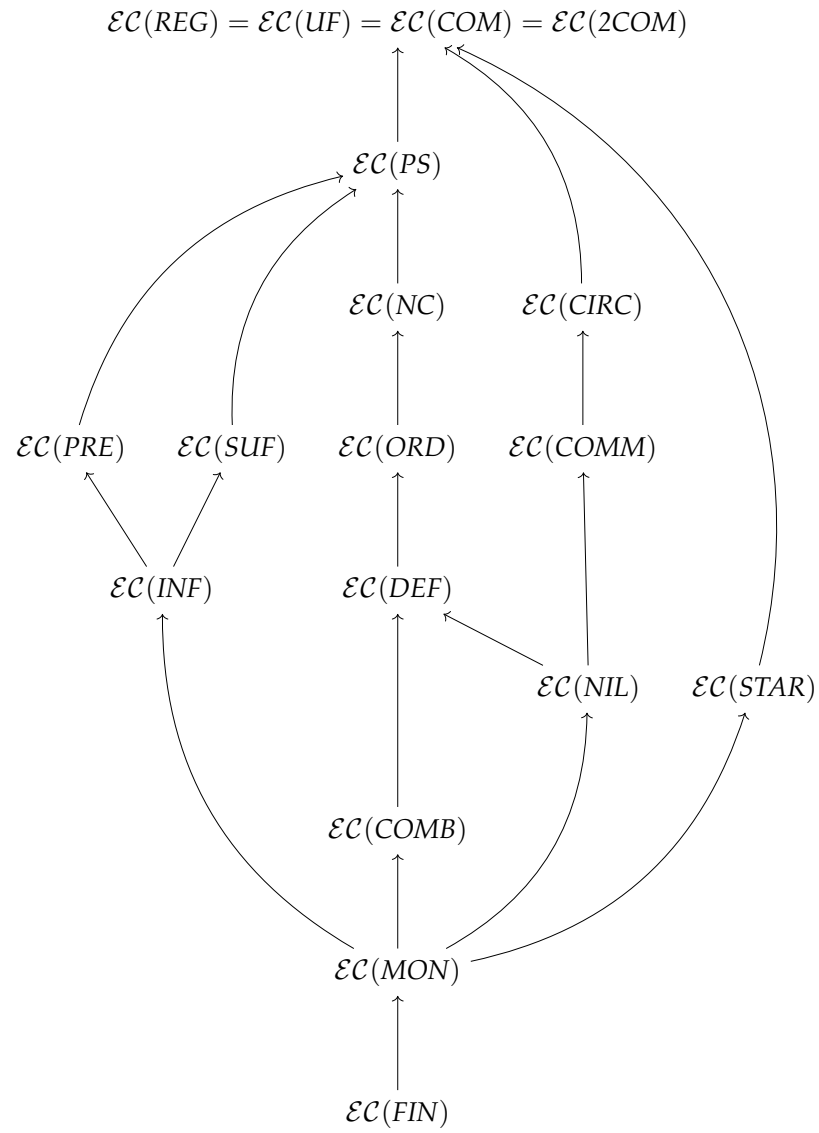 ℰ𝒞(REG) = ℰ𝒞(UF) = ℰ𝒞(COM) = ℰ𝒞(2COM)
ℰ𝒞(PS)
ℰ𝒞(NC) ℰ𝒞(CIRC)
ℰ𝒞(PRE) ℰ𝒞(SUF) ℰ𝒞(ORD) ℰ𝒞(COMM)
ℰ𝒞(INF) ℰ𝒞(DEF)
ℰ𝒞(NIL) ℰ𝒞(STAR)
ℰ𝒞(COMB)
ℰ𝒞(MON)
ℰ𝒞(FIN)